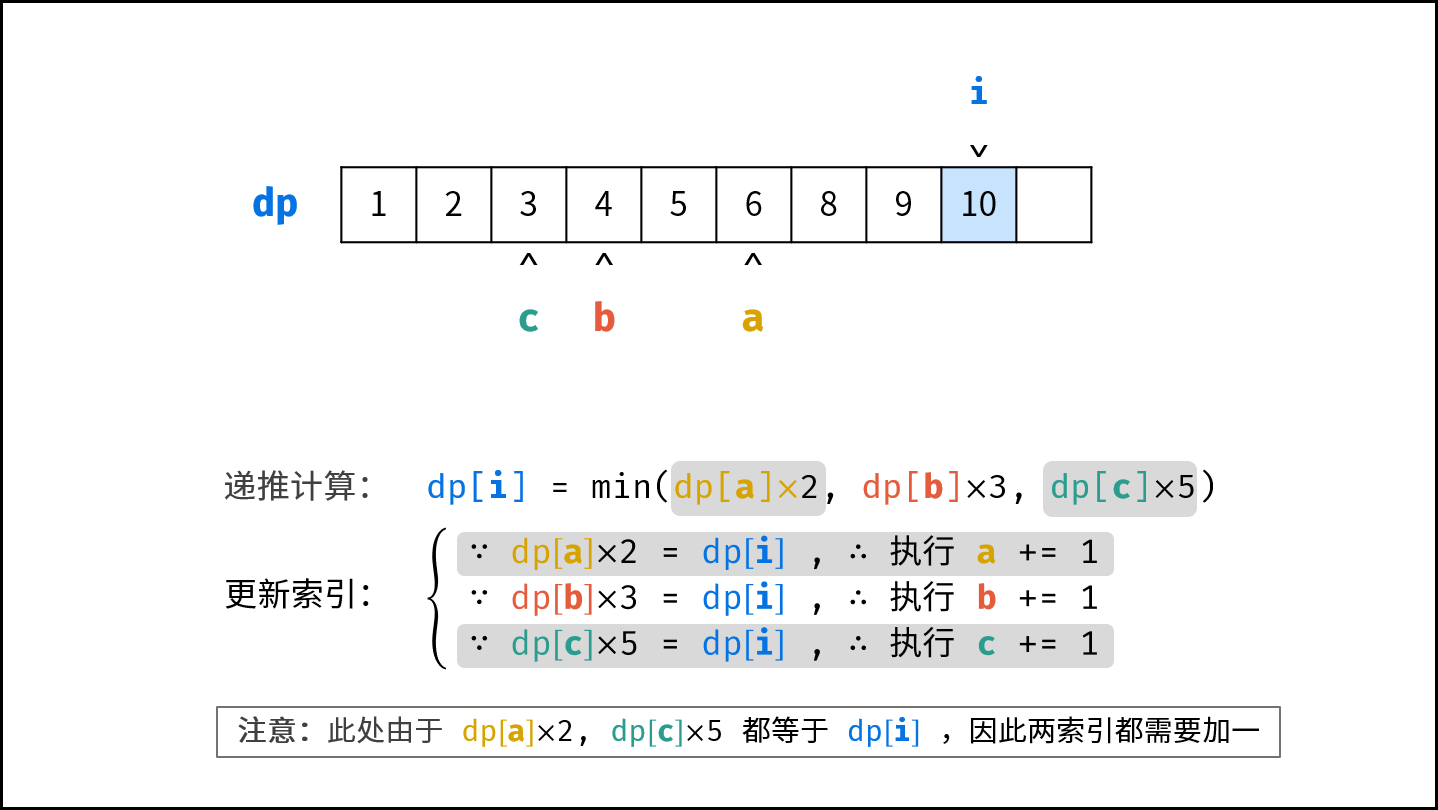 i
dp 1 2 3 4 5 6 8 9 10
c b a
递推计算: dp[i] = min(dp[a]×2, dp[b]×3, dp[c]×5)
∵ dp[a]×2 = dp[i] , ∴ 执行 a += 1
更新索引: ∵ dp[b]×3 = dp[i] , ∴ 执行 b += 1
∵ dp[c]×5 = dp[i] , ∴ 执行 c += 1
注意: 此处由于 dp[a]×2, dp[c]×5 都等于 dp[i] ，因此两索引都需要加一